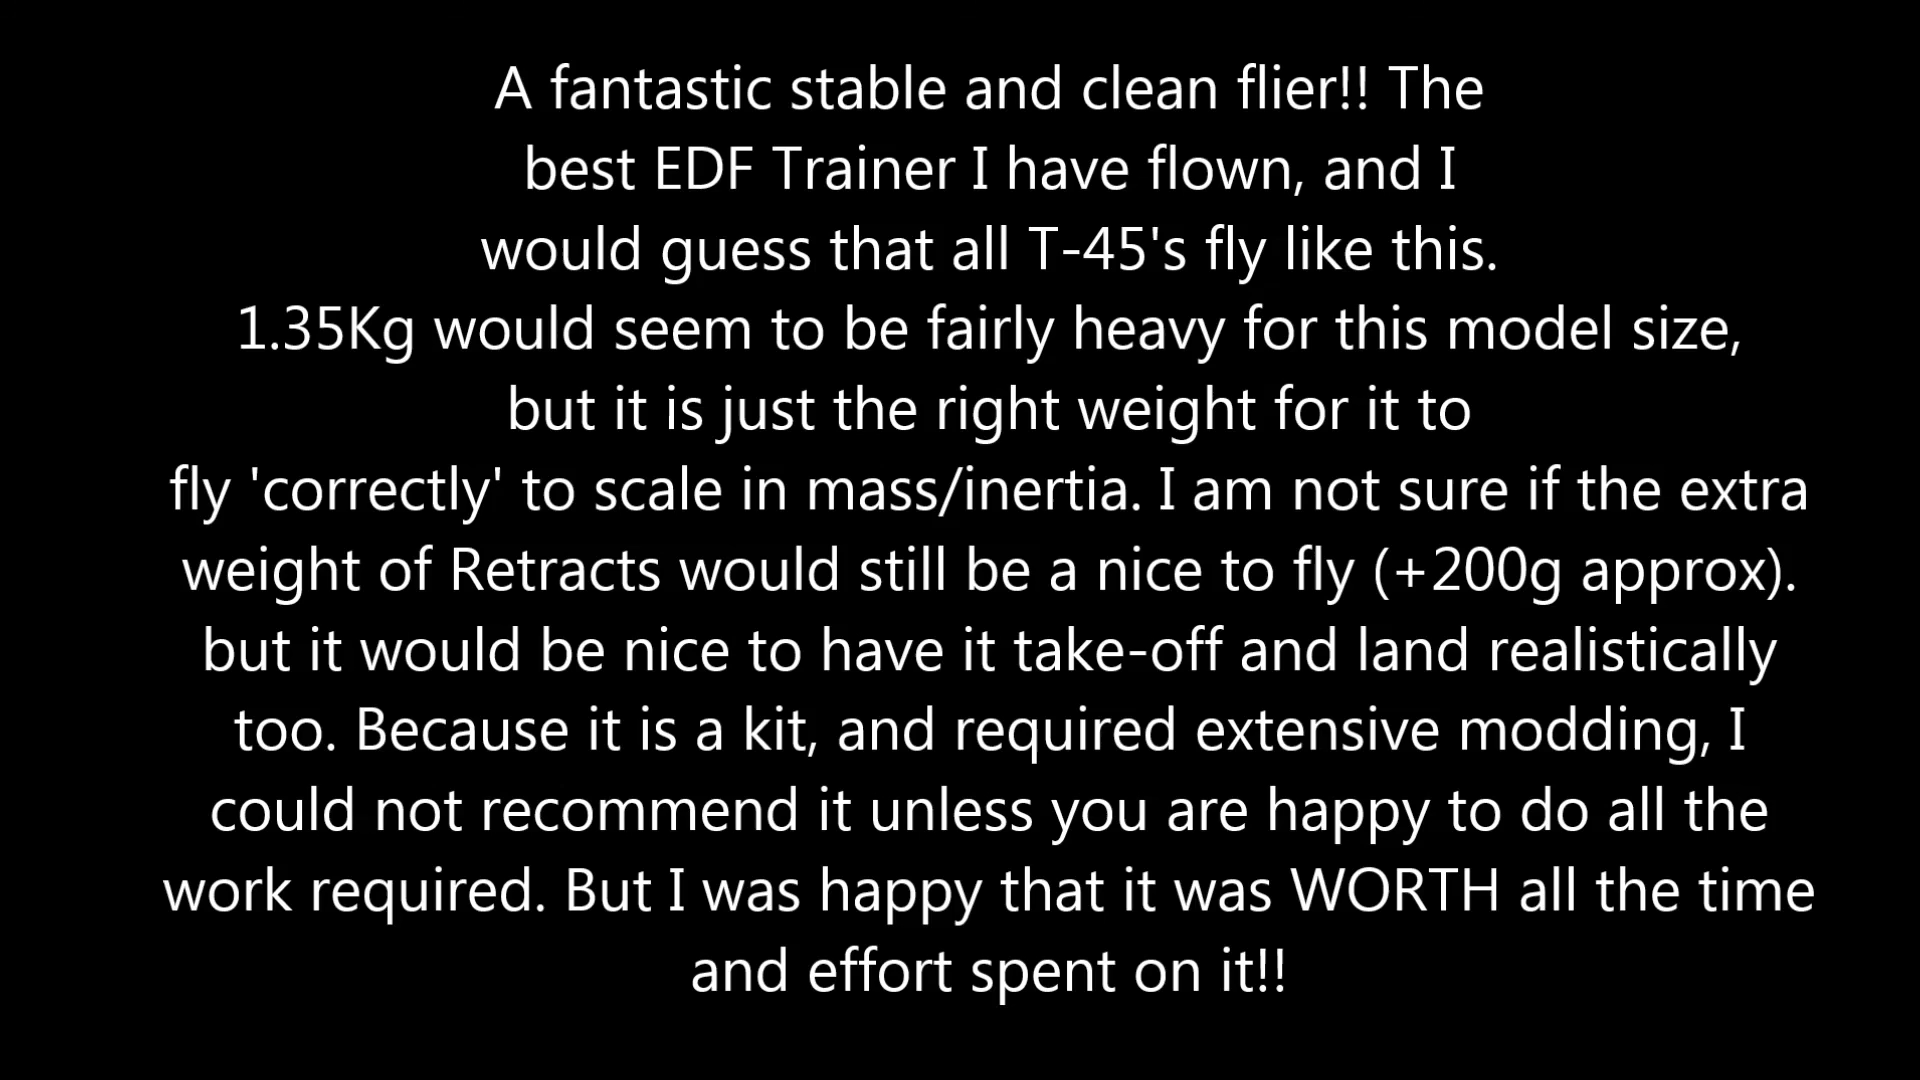 A fantastic stable and clean flier!! The
best EDF Trainer I have flown, and I
would guess that all T-45's fly like this.
1.35Kg would seem to be fairly heavy for this model size,
but it is just the right weight for it to
fly 'correctly' to scale in mass/inertia. I am not sure if the extra
weight of Retracts would still be a nice to fly (+200g approx).
but it would be nice to have it take-off and land realistically
too. Because it is a kit, and required extensive modding, I
could not recommend it unless you are happy to do all the
work required. But I was happy that it was WORTH all the time
and effort spent on it!!